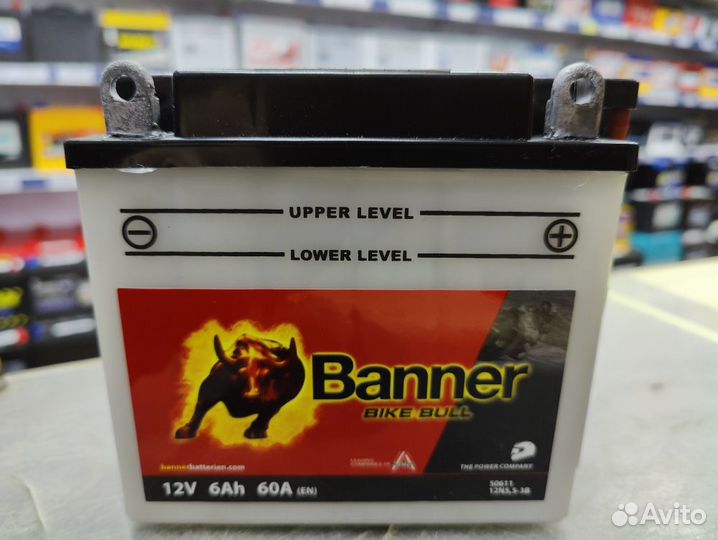 UPPER LEVEL
LOWER LEVEL
Banner
BIKE BULL
bannerbatterien.com
THE POWER COMPANY
12V 6Ah 60A (EN)
50611
12N5,5-3B
Avito